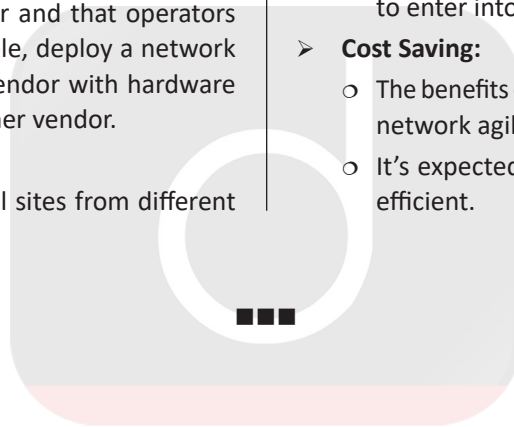 r and that operators
le, deploy a network
endor with hardware
her vendor.
l sites from different
to enter into
➢ Cost Saving:
❍ The benefits
network agil
❍ It's expected
efficient.
■■■